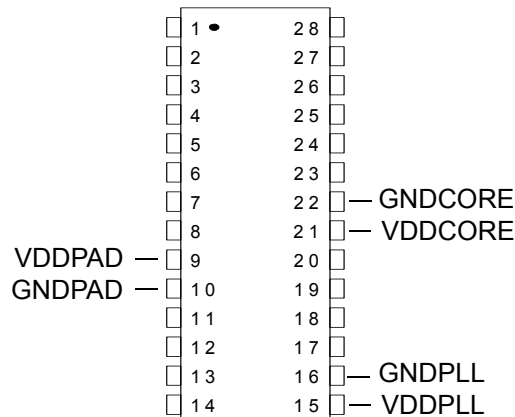 1 28
2 27
3 26
4 25
5 24
6 23
7 22 GNDCORE
8 21 VDDCORE
VDDPAD 9 20
GNDPAD 10 19
11 18
12 17
13 16 GNDPLL
14 15 VDDPLL